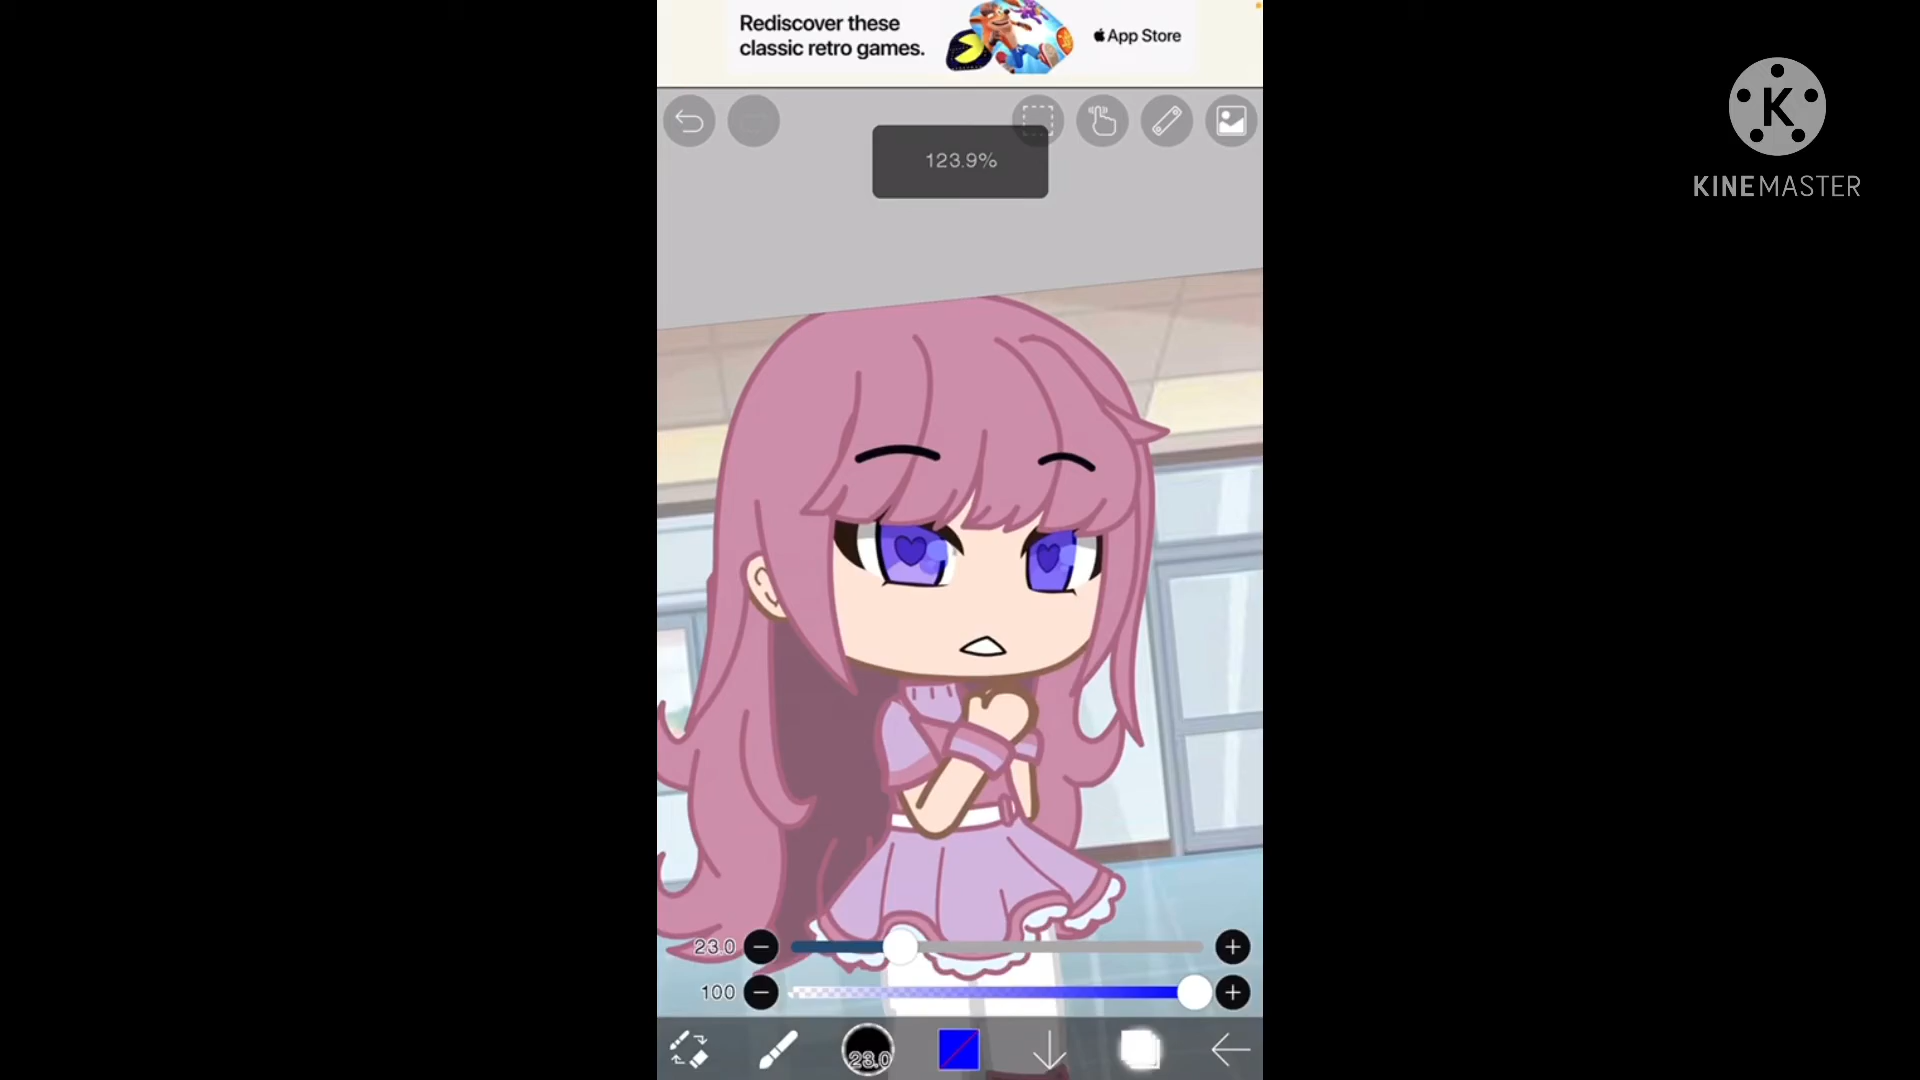 Rediscover these
classic retro games.
App Store
123.9%
K
KINEMASTER
23.0
100
23.0